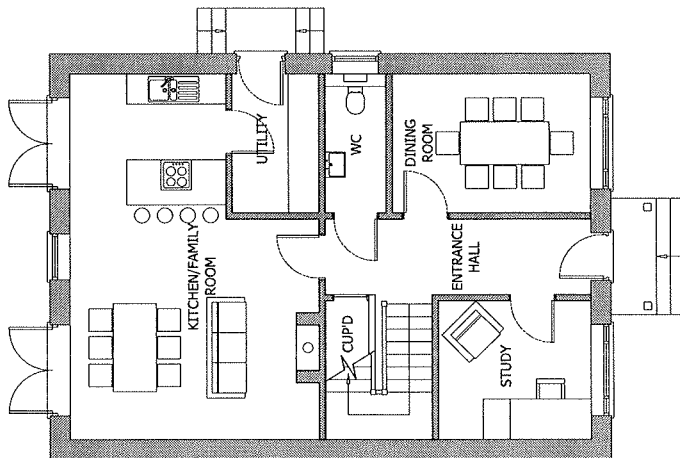 UTILITY
WC
DINING
ROOM
KITCHEN/FAMILY
ROOM
ENTRANCE
HALL
CUP'D
STUDY